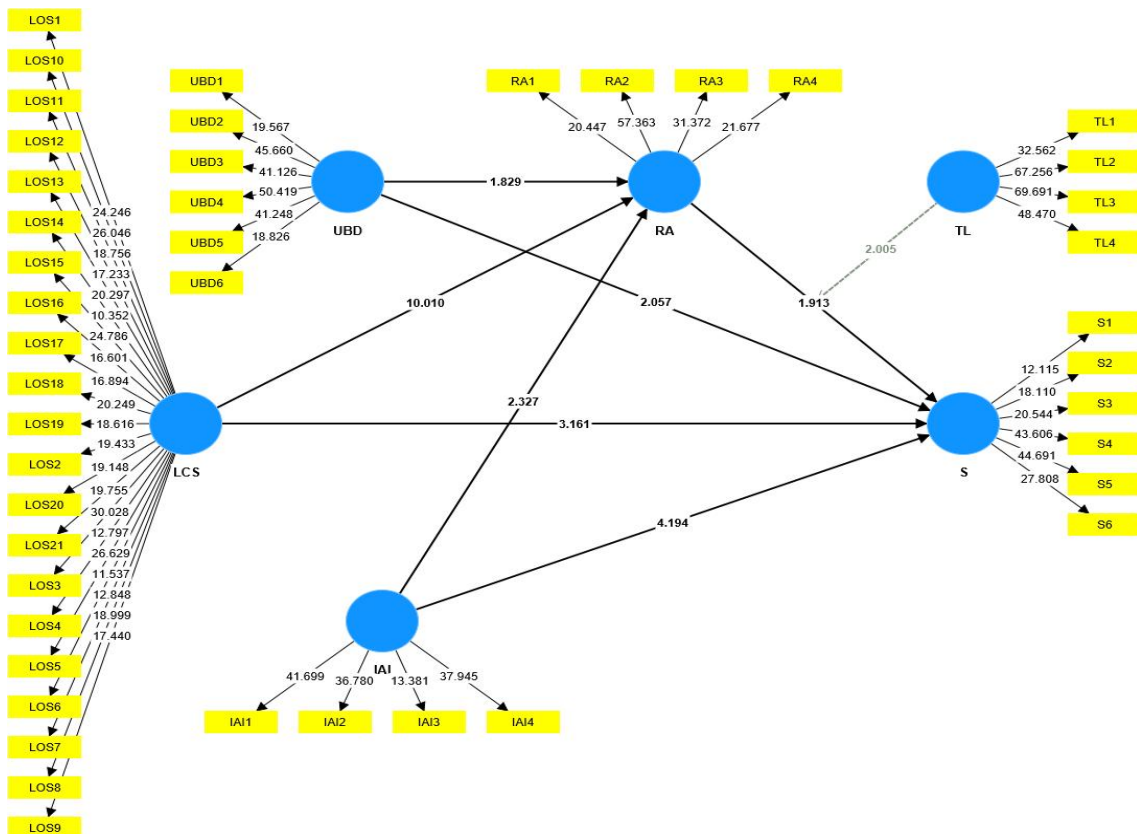 LOS1
LOS10
LOS11
LOS12
LOS13
LOS14
LOS15
LOS16
LOS17
LOS18
LOS19
LOS2
LOS20
LOS21
LOS3
LOS4
LOS5
LOS6
LOS7
LOS8
LOS9
24.246
26.046
18.756
17.233
20.297
10.352
24.786
16.601
16.894
20.249
18.616
19.433
19.148
19.755
30.028
12.797
26.629
11.537
12.848
18.999
17.440
LCS
UBD1
UBD2
UBD3
UBD4
UBD5
UBD6
19.567
45.660
41.126
50.419
41.248
18.826
UBD
RA1
RA2
RA3
RA4
20.447
57.363
31.372
21.677
RA
TL1
TL2
TL3
TL4
32.562
67.256
69.691
48.470
TL
1.829
10.010
2.327
2.057
1.913
2.005
3.161
4.194
S1
S2
S3
S4
S5
S6
12.115
18.110
20.544
43.606
44.691
27.808
S
IAI
41.699
36.780
13.381
37.945
IAI1
IAI2
IAI3
IAI4